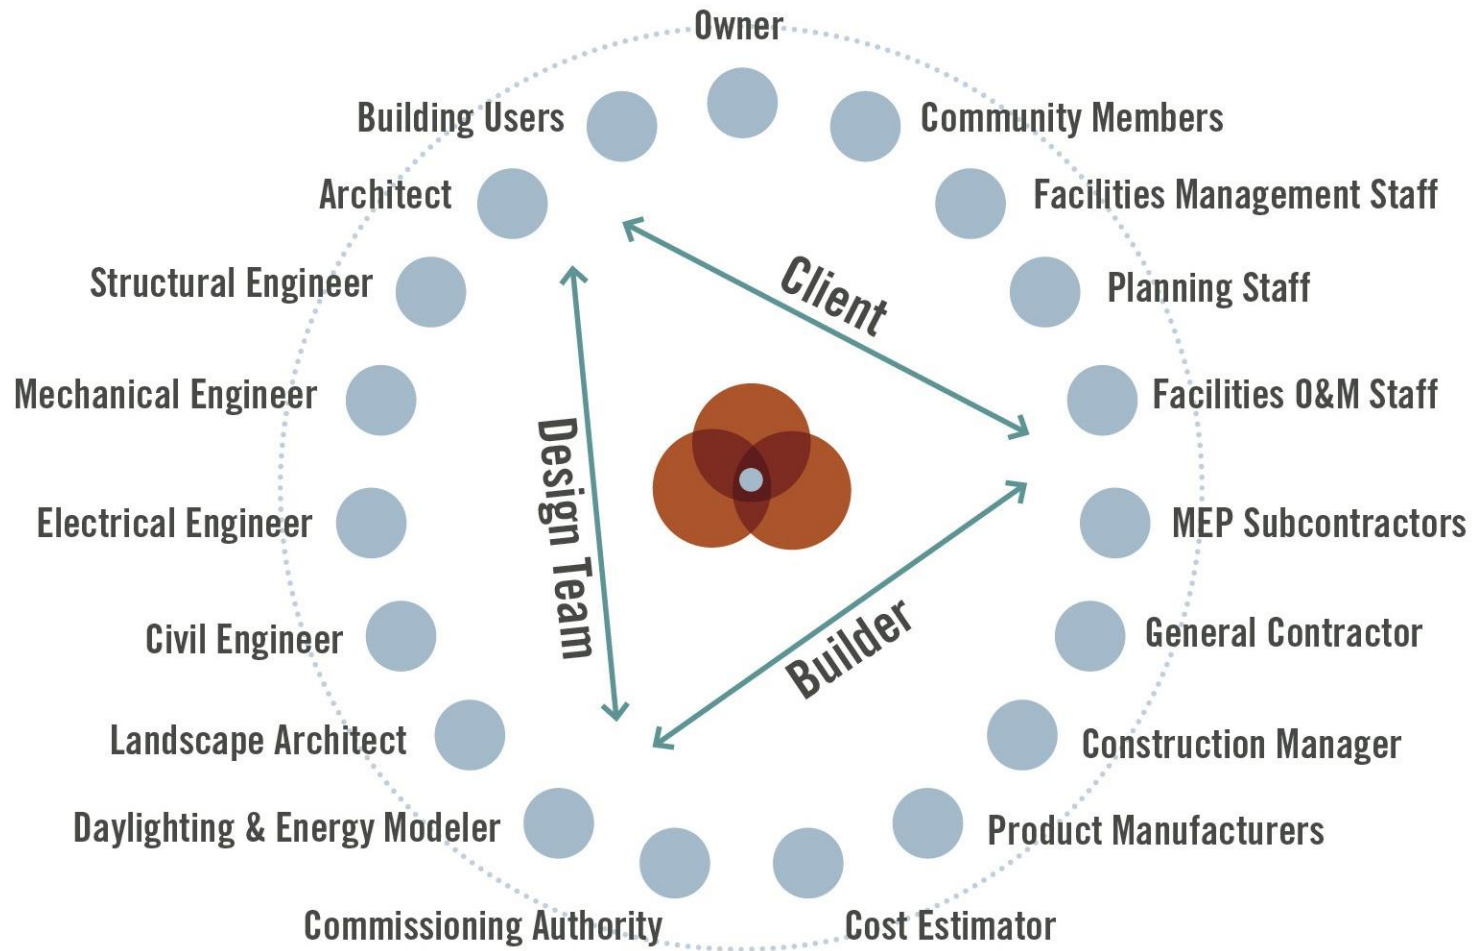 Owner
Building Users
Community Members
Architect
Facilities Management Staff
Structural Engineer
Client
Planning Staff
Mechanical Engineer
Facilities O&M Staff
Design Team
Electrical Engineer
MEP Subcontractors
Civil Engineer
Builder
General Contractor
Landscape Architect
Construction Manager
Daylighting & Energy Modeler
Product Manufacturers
Commissioning Authority
Cost Estimator